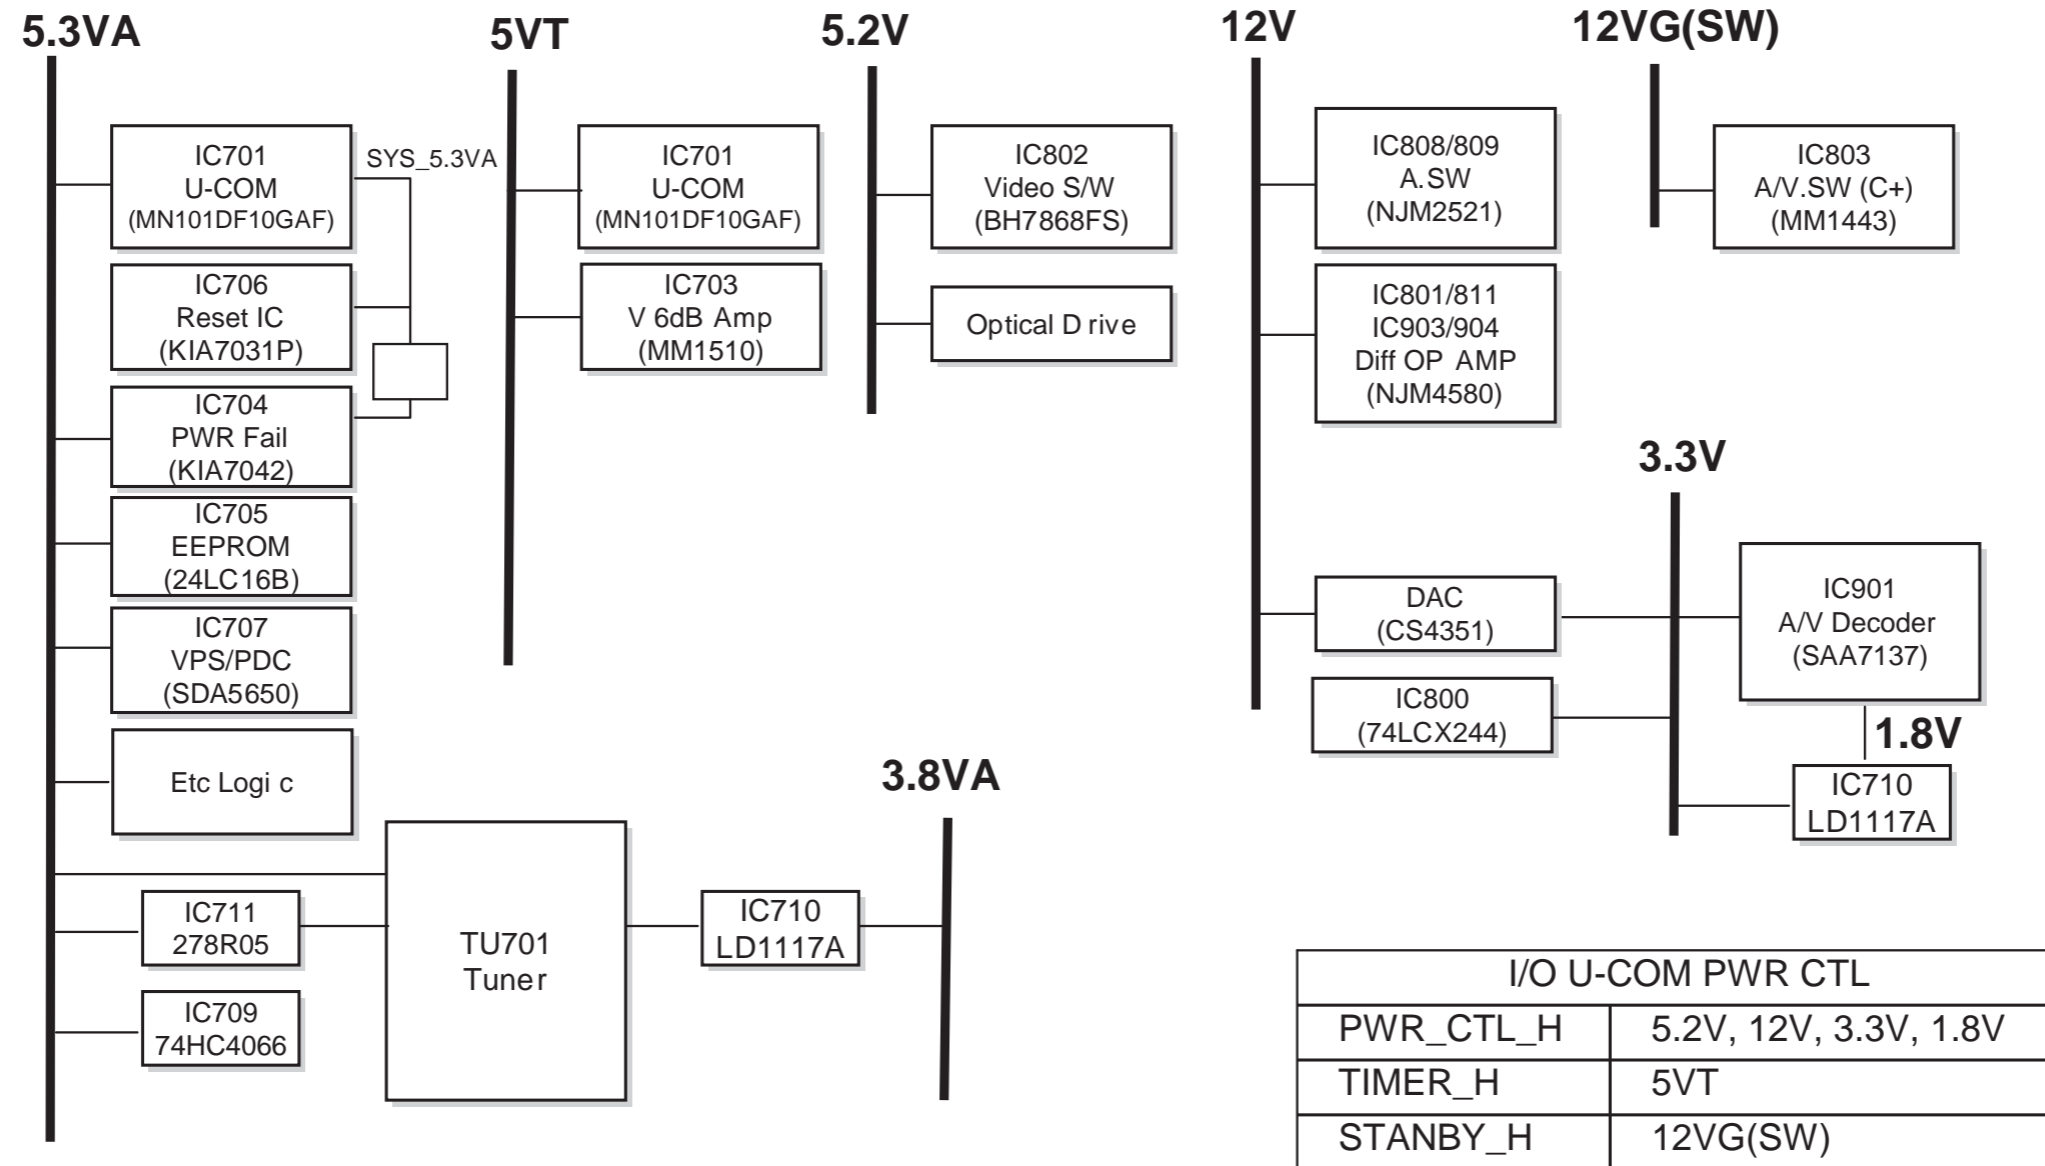 5.3VA
5VT
5.2V
12V
12VG(SW)
IC701
U-COM
(MN101DF10GAF)
SYS_5.3VA
IC706
Reset IC
(KIA7031P)
IC704
PWR Fail
(KIA7042)
IC705
EEPROM
(24LC16B)
IC707
VPS/PDC
(SDA5650)
Etc Logi c
IC711
278R05
IC709
74HC4066
TU701
Tuner
IC710
LD1117A
3.8VA
IC701
U-COM
(MN101DF10GAF)
IC703
V 6dB Amp
(MM1510)
IC802
Video S/W
(BH7868FS)
Optical D rive
IC808/809
A.SW
(NJM2521)
IC801/811
IC903/904
Diff OP AMP
(NJM4580)
DAC
(CS4351)
IC800
(74LCX244)
IC803
A/V.SW (C+)
(MM1443)
3.3V
IC901
A/V Decoder
(SAA7137)
1.8V
IC710
LD1117A
I/O U-COM PWR CTL
PWR_CTL_H 5.2V, 12V, 3.3V, 1.8V
TIMER_H 5VT
STANBY_H 12VG(SW)